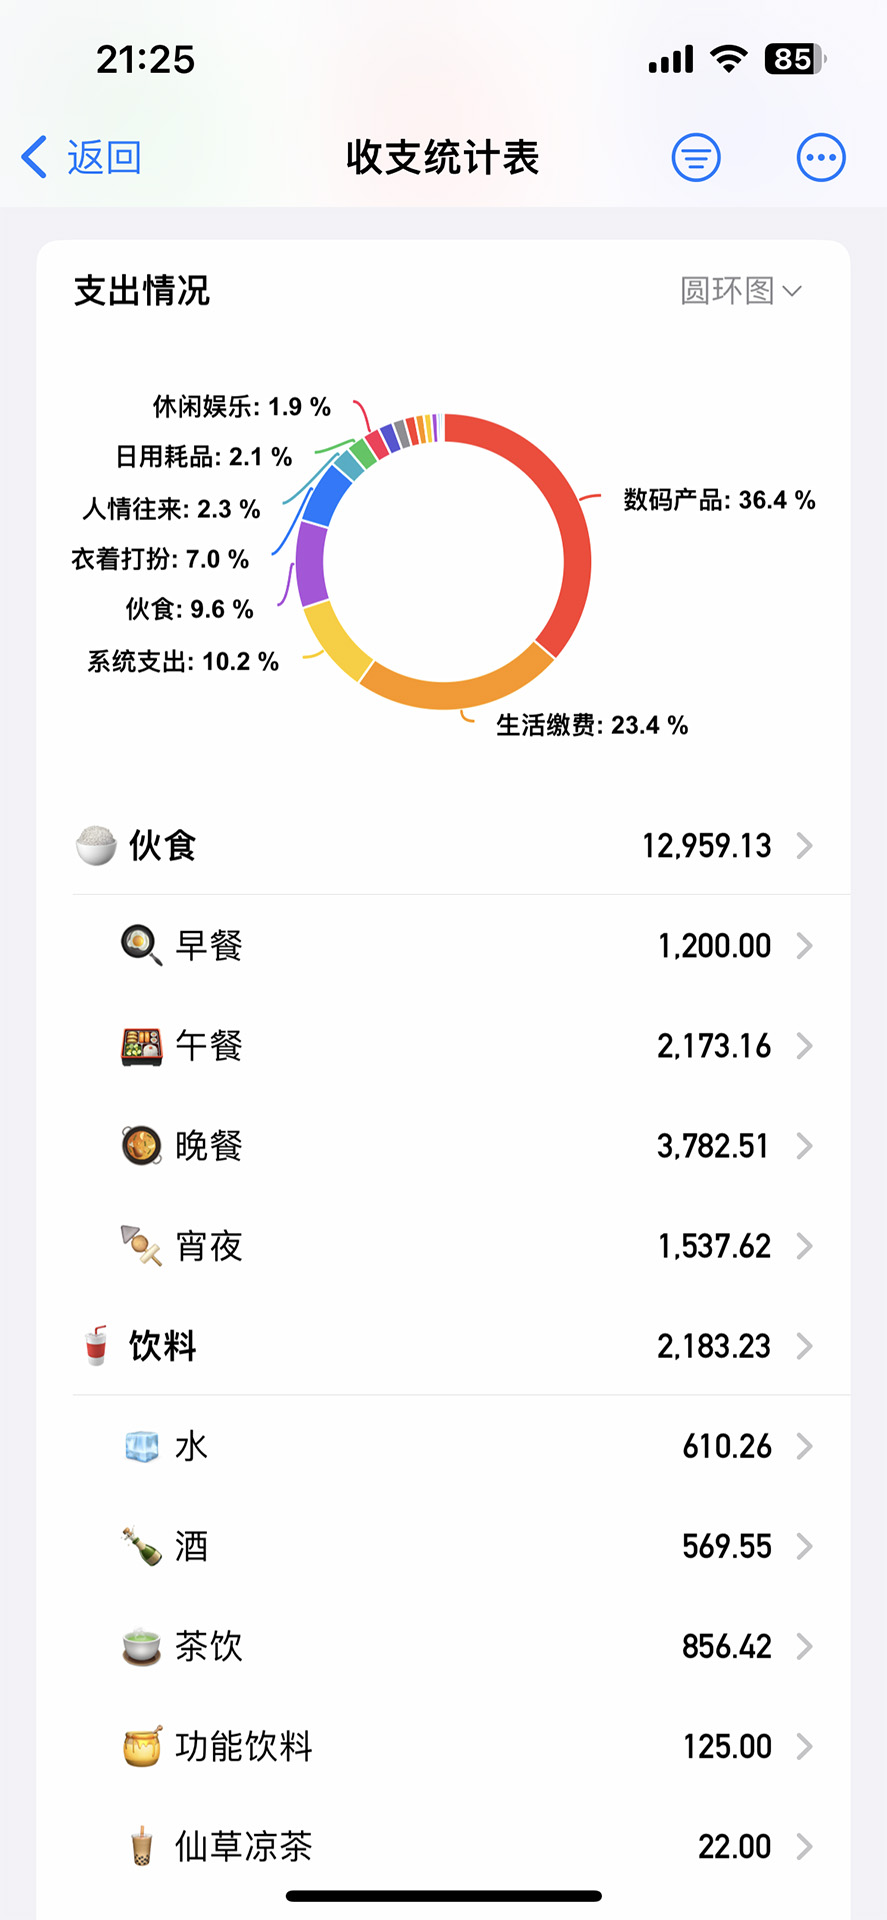 21:25
85
返回
收支统计表
支出情况
圆环图
休闲娱乐: 1.9 %
日用耗品: 2.1 %
人情往来: 2.3 %
衣着打扮: 7.0 %
伙食: 9.6 %
系统支出: 10.2 %
数码产品: 36.4 %
生活缴费: 23.4 %
伙食 12,959.13
早餐 1,200.00
午餐 2,173.16
晚餐 3,782.51
宵夜 1,537.62
饮料 2,183.23
水 610.26
酒 569.55
茶饮 856.42
功能饮料 125.00
仙草凉茶 22.00